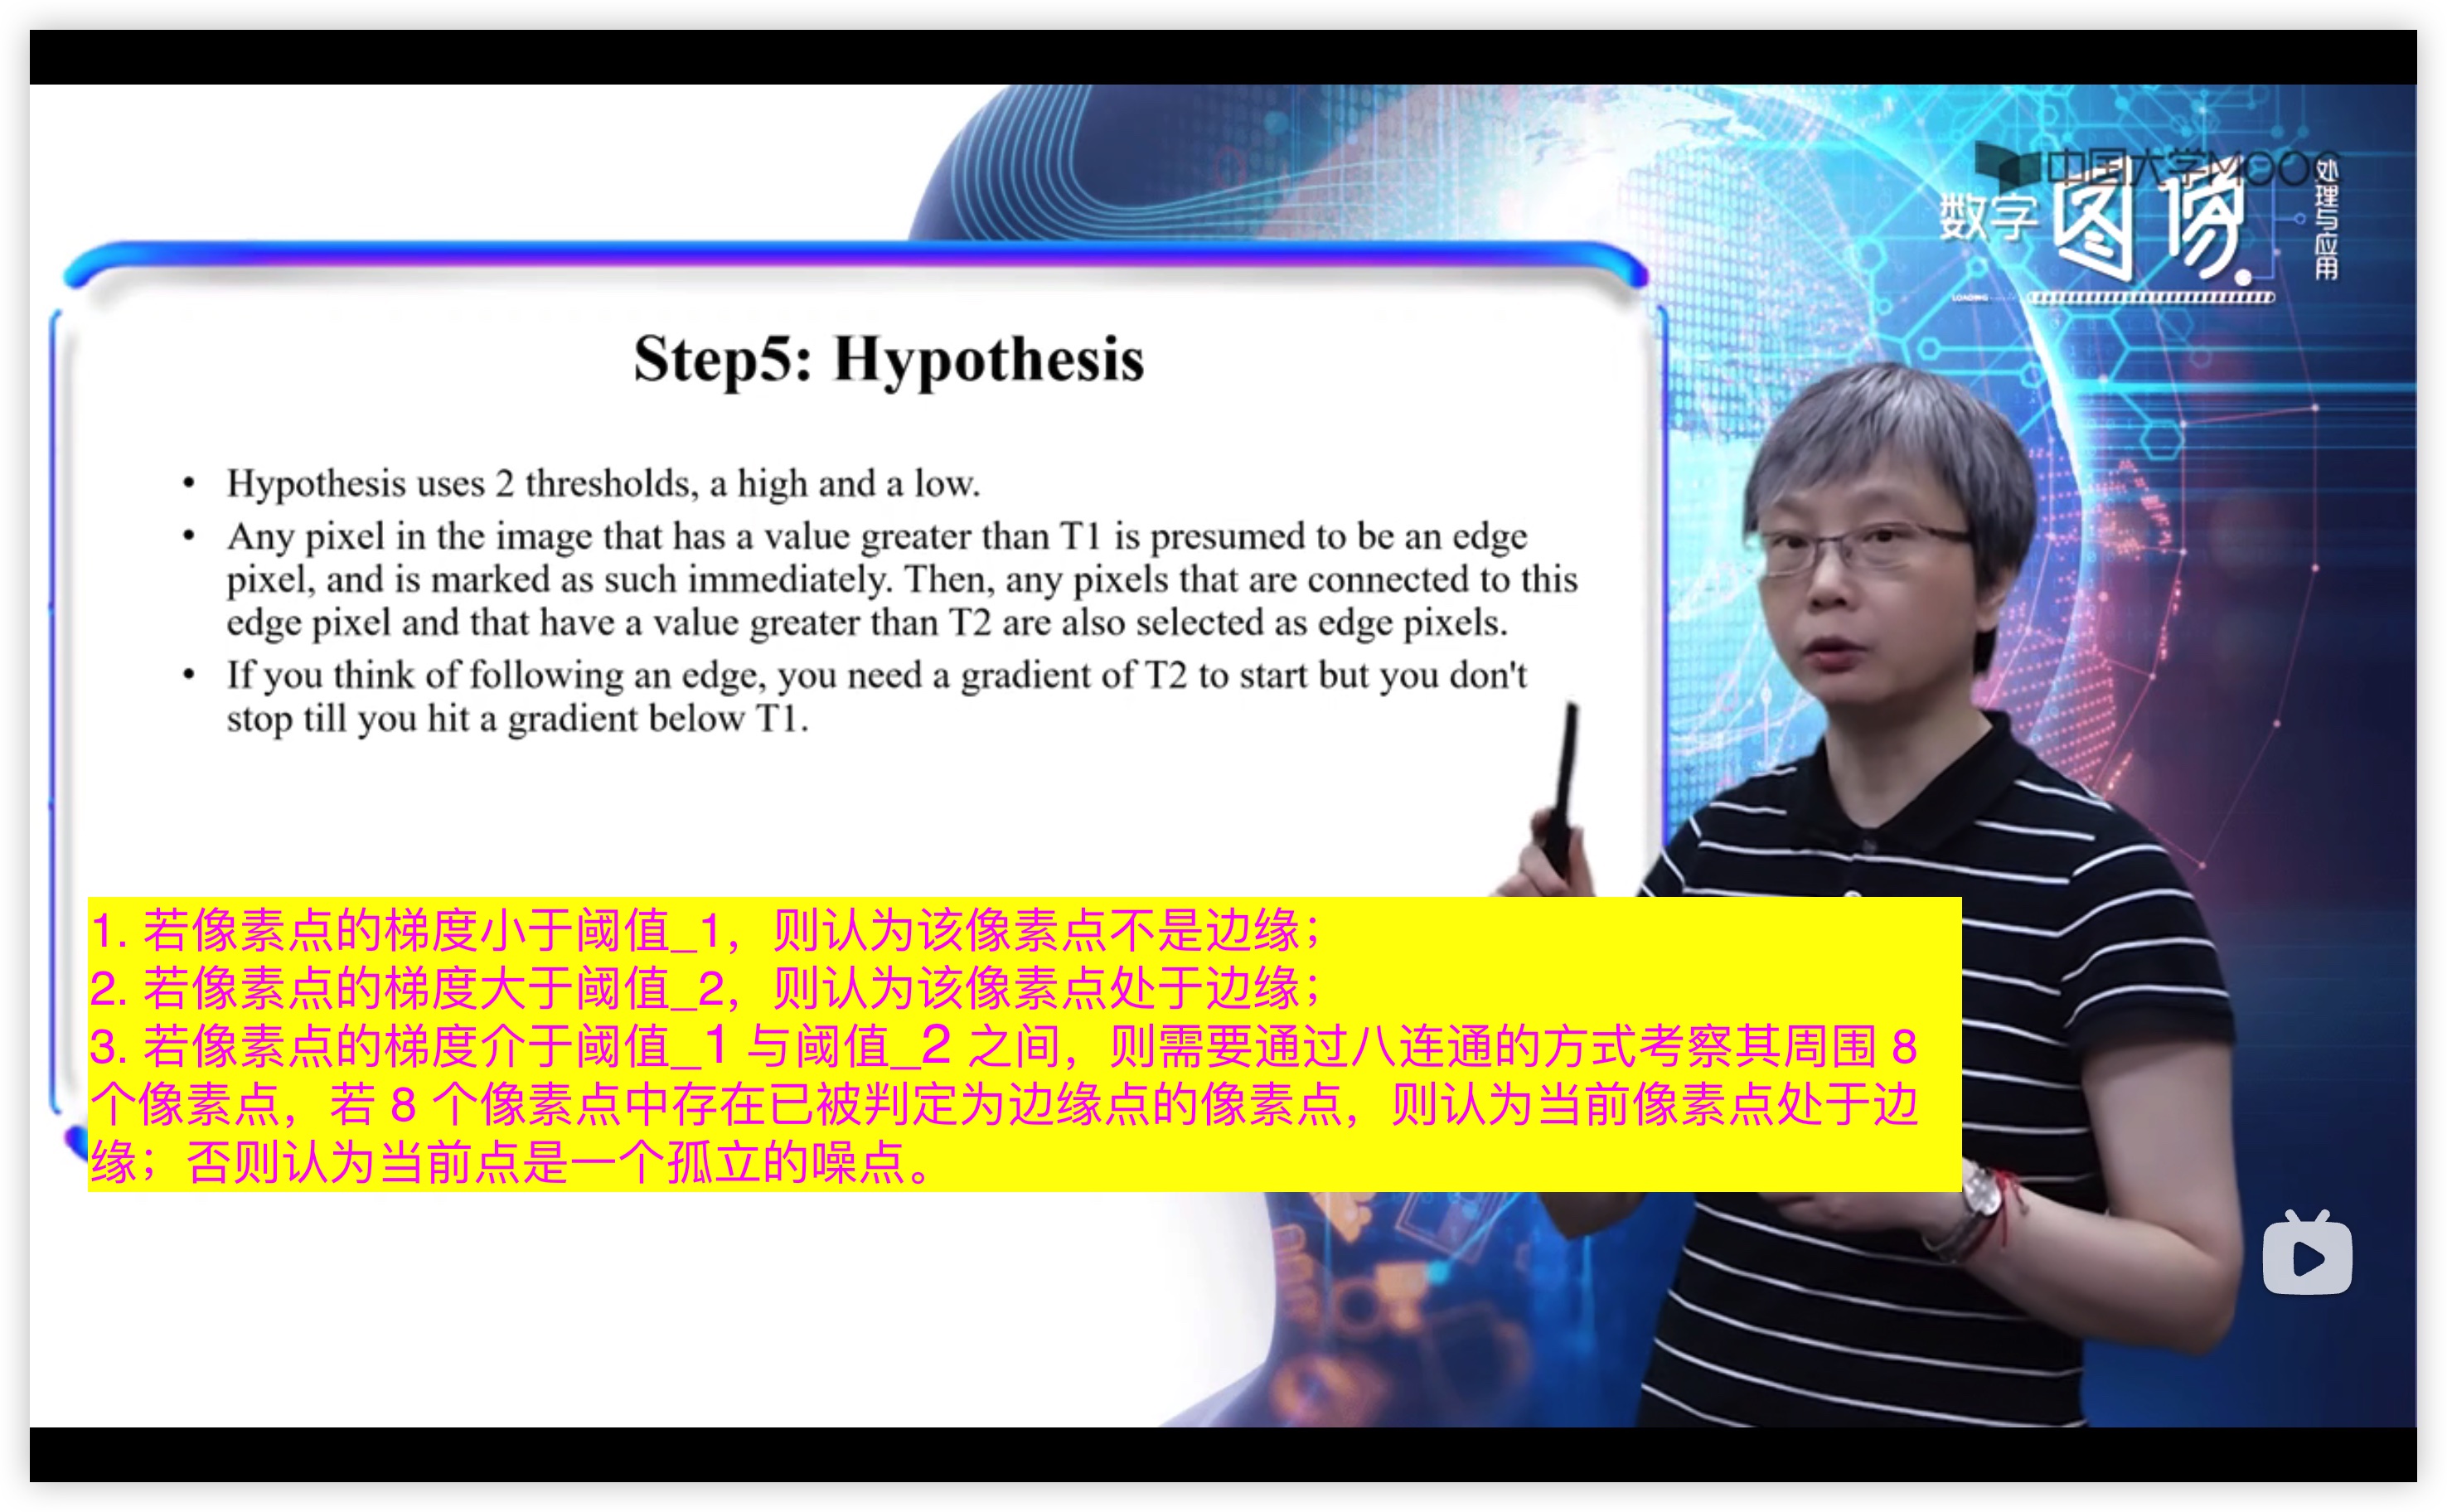 中国大学MOOC
数字图像
处理与应用
LOADING
Step5: Hypothesis
• Hypothesis uses 2 thresholds, a high and a low.
• Any pixel in the image that has a value greater than T1 is presumed to be an edge
pixel, and is marked as such immediately. Then, any pixels that are connected to this
edge pixel and that have a value greater than T2 are also selected as edge pixels.
• If you think of following an edge, you need a gradient of T2 to start but you don't
stop till you hit a gradient below T1.
1. 若像素点的梯度小于阈值_1，则认为该像素点不是边缘；
2. 若像素点的梯度大于阈值_2，则认为该像素点处于边缘；
3. 若像素点的梯度介于阈值_1 与阈值_2 之间，则需要通过八连通的方式考察其周围 8
个像素点，若 8 个像素点中存在已被判定为边缘点的像素点，则认为当前像素点处于边
缘；否则认为当前点是一个孤立的噪点。